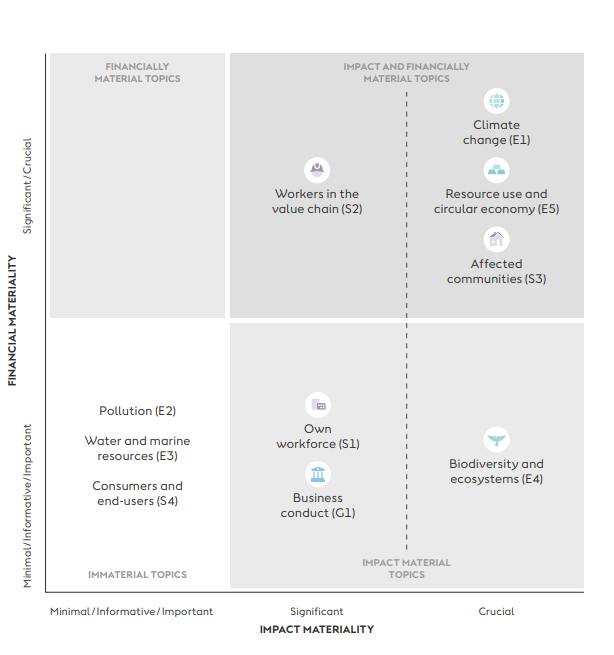 FINANCIALLY
MATERIAL TOPICS
IMPACT AND FINANCIALLY
MATERIAL TOPICS
Climate
change (E1)
Workers in the
value chain (S2)
Resource use and
circular economy (E5)
Affected
communities (S3)
Significant/Crucial
FINANCIAL MATERIALITY
Minimal/Informative/Important
Pollution (E2)
Water and marine
resources (E3)
Consumers and
end-users (S4)
IMMATERIAL TOPICS
Own
workforce (S1)
Business
conduct (G1)
Biodiversity and
ecosystems (E4)
IMPACT MATERIAL
TOPICS
Minimal/Informative/Important
Significant
Crucial
IMPACT MATERIALITY